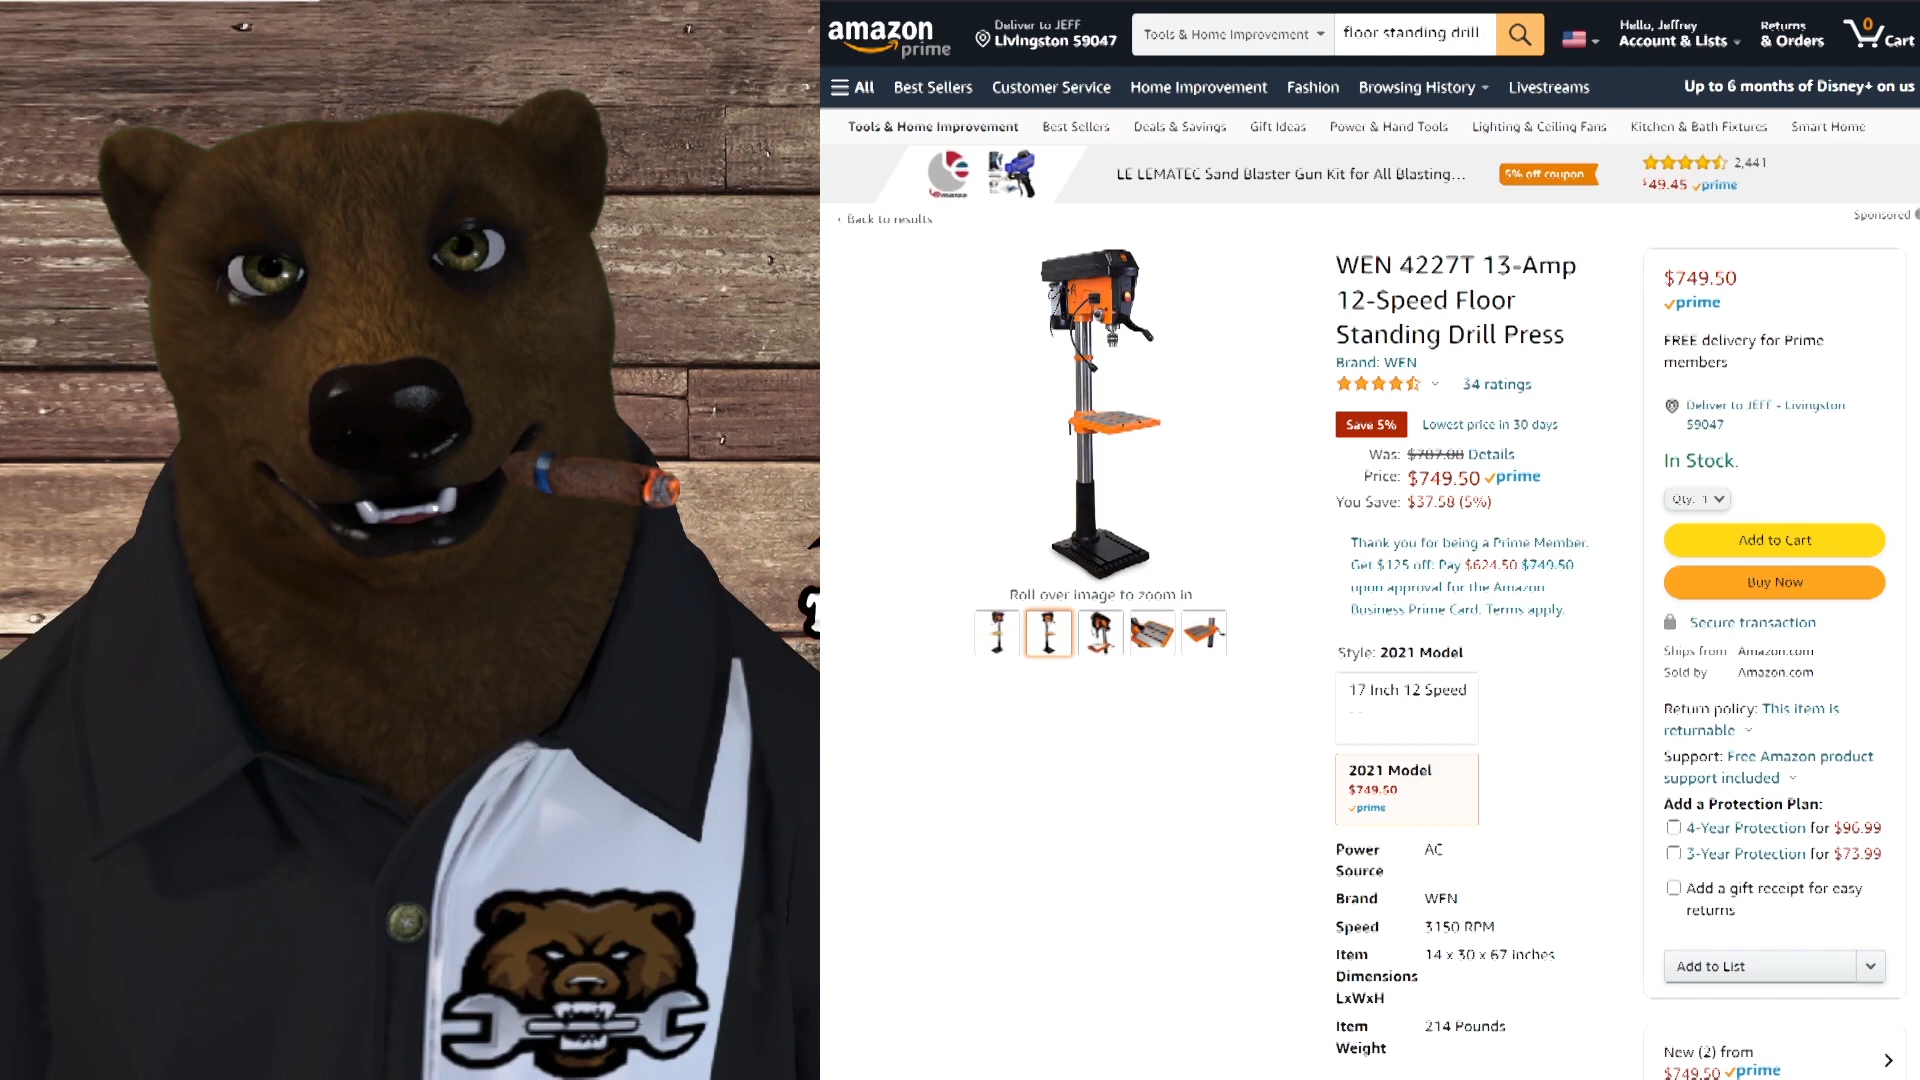 amazon
prime
Deliver to JEFF
Livingston 59047
Tools & Home Improvement
floor standing drill
Hello, Jeffrey
Account & Lists
Returns
& Orders
0
Cart
All
Best Sellers
Customer Service
Home Improvement
Fashion
Browsing History
Livestreams
Up to 6 months of Disney+ on us
Tools & Home Improvement
Best Sellers
Deals & Savings
Gift Ideas
Power & Hand Tools
Lighting & Ceiling Fans
Kitchen & Bath Fixtures
Smart Home
LE LEMATEC Sand Blaster Gun Kit for All Blasting...
5% off coupon
2,441
$49.45 prime
‹ Back to results
Sponsored
WEN 4227T 13-Amp
12-Speed Floor
Standing Drill Press
Brand: WEN
34 ratings
Save 5%
Lowest price in 30 days
Was: $787.08 Details
Price: $749.50 prime
You Save: $37.58 (5%)
Thank you for being a Prime Member.
Get $125 off: Pay $624.50 $749.50
upon approval for the Amazon
Business Prime Card. Terms apply.
Roll over image to zoom in
Style: 2021 Model
17 Inch 12 Speed
--
2021 Model
$749.50
prime
Power Source AC
Brand WEN
Speed 3150 RPM
Item Dimensions LxWxH 14 x 30 x 67 inches
Item Weight 214 Pounds
$749.50
prime
FREE delivery for Prime
members
Deliver to JEFF - Livingston
59047
In Stock.
Qty: 1
Add to Cart
Buy Now
Secure transaction
Ships from Amazon.com
Sold by Amazon.com
Return policy: This item is
returnable
Support: Free Amazon product
support included
Add a Protection Plan:
4-Year Protection for $96.99
3-Year Protection for $73.99
Add a gift receipt for easy
returns
Add to List
New (2) from
$749.50 prime